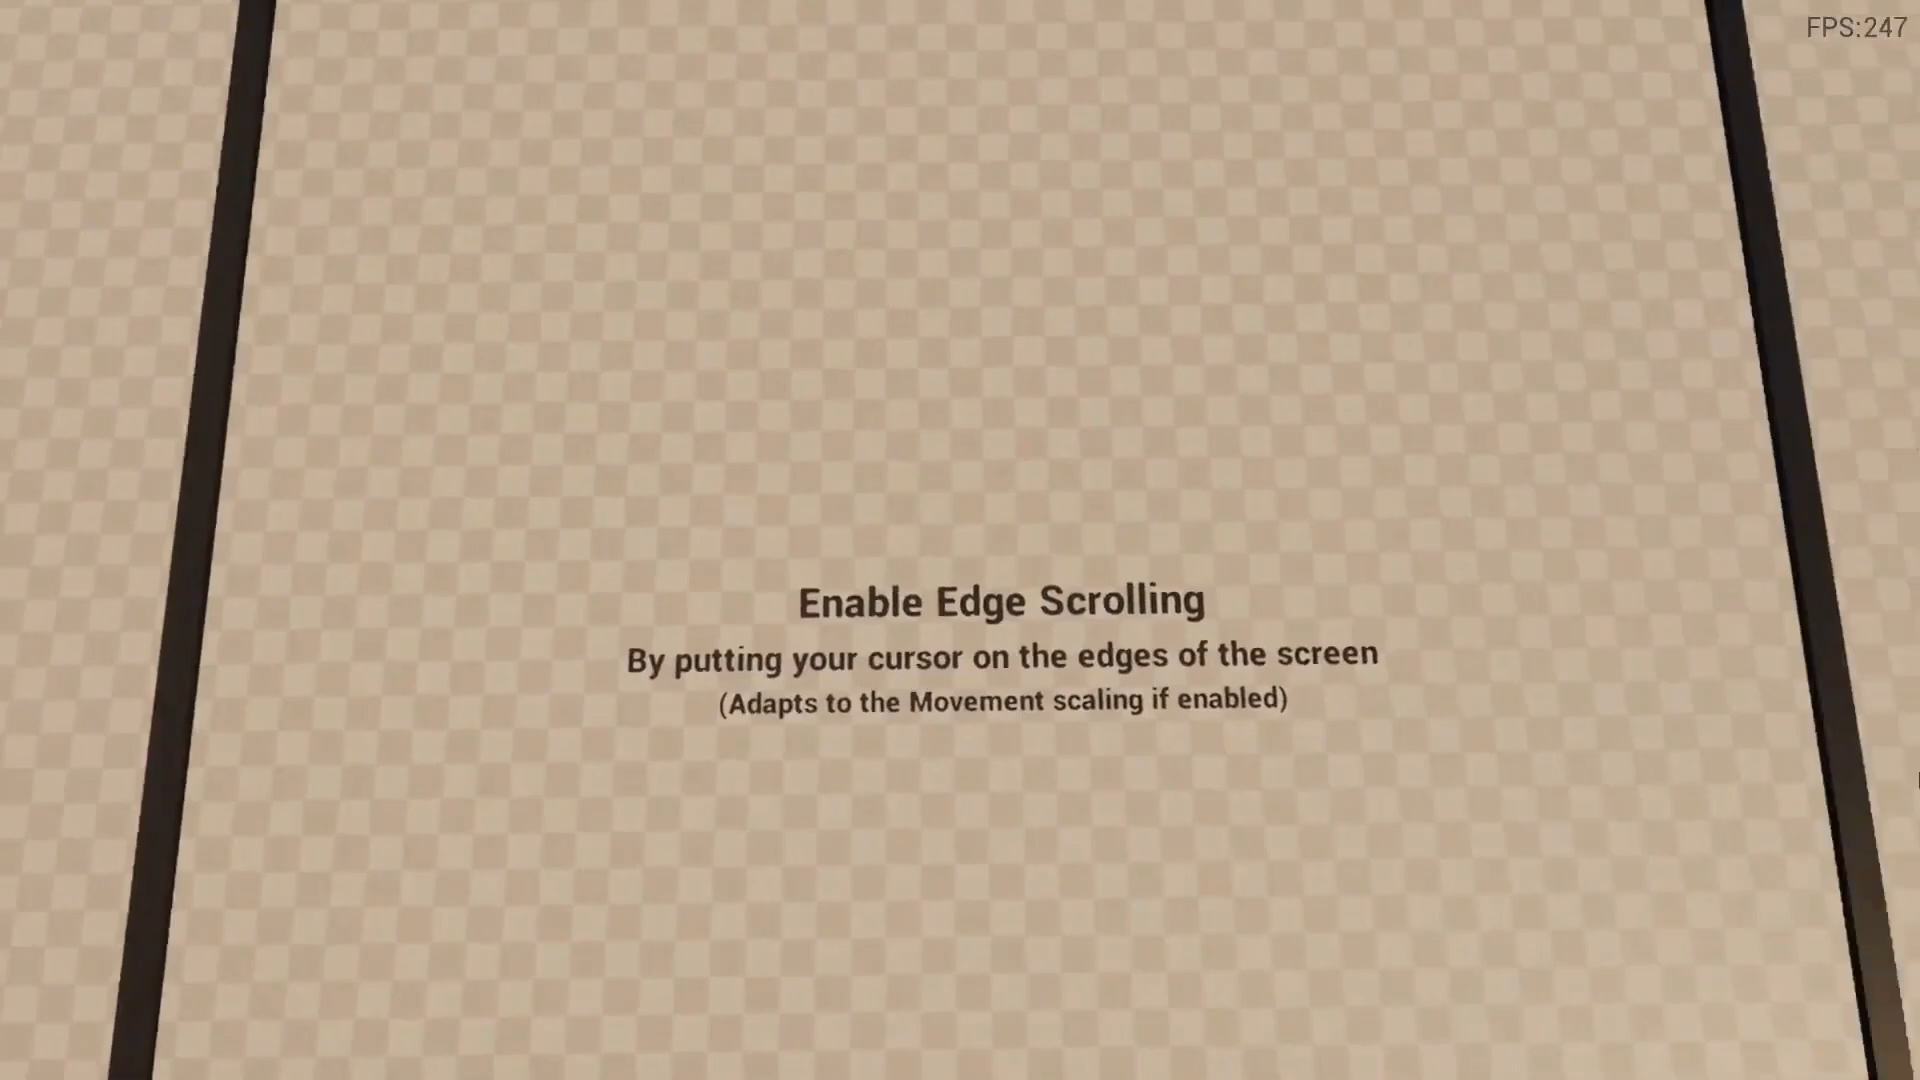 FPS:247
Enable Edge Scrolling
By putting your cursor on the edges of the screen
(Adapts to the Movement scaling if enabled)